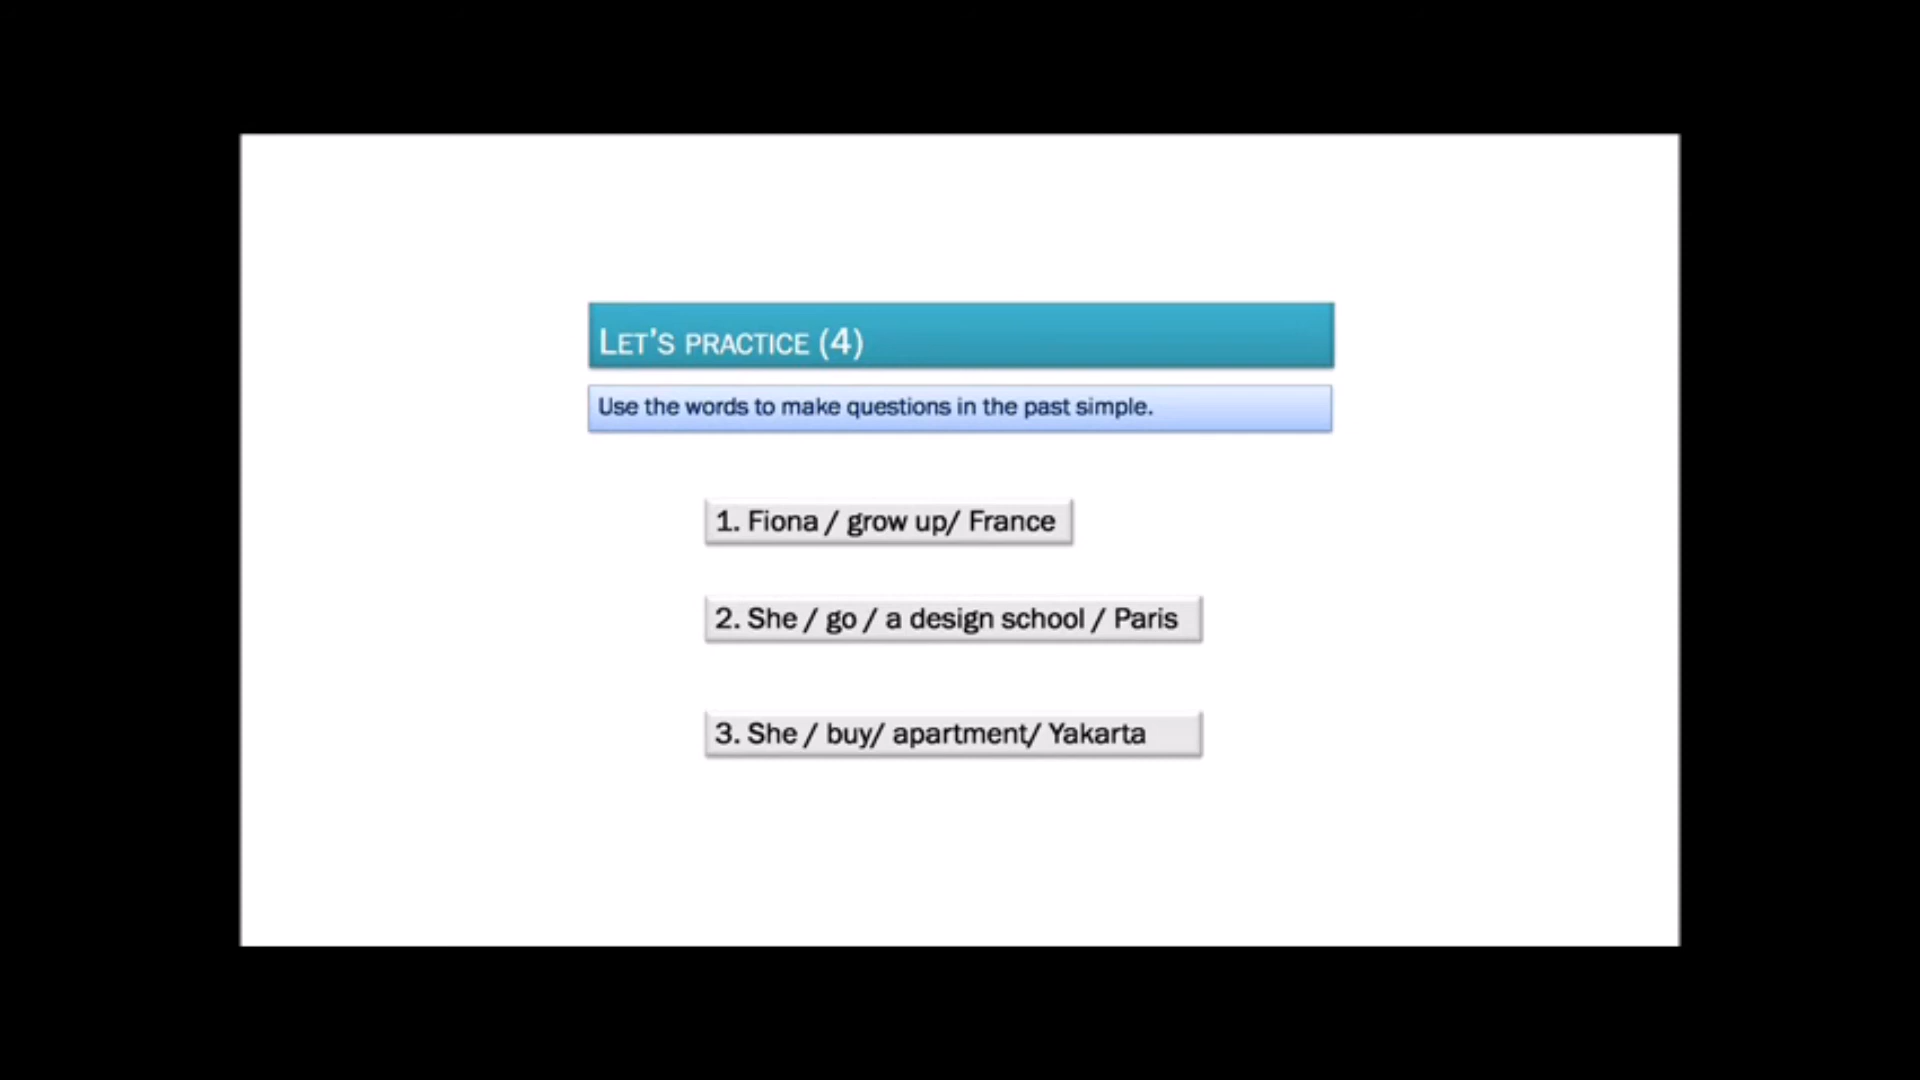 LET'S PRACTICE (4)
Use the words to make questions in the past simple.
1. Fiona / grow up/ France
2. She / go / a design school / Paris
3. She / buy/ apartment/ Yakarta